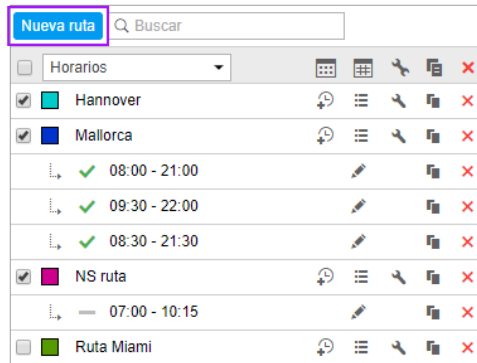 Nueva ruta Buscar
Horarios
Hannover
Mallorca
08:00 - 21:00
09:30 - 22:00
08:30 - 21:30
NS ruta
07:00 - 10:15
Ruta Miami